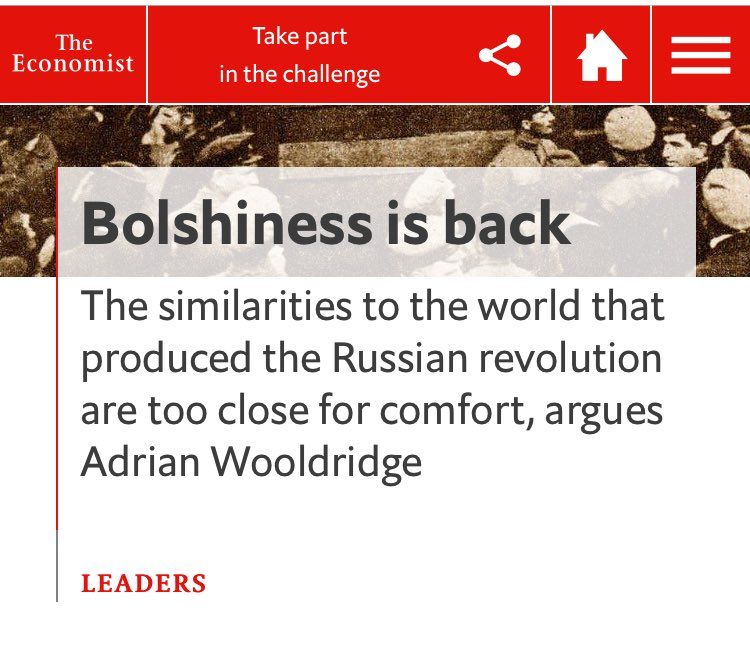 The
Economist
Take part
in the challenge
Bolshiness is back
The similarities to the world that
produced the Russian revolution
are too close for comfort, argues
Adrian Wooldridge
LEADERS